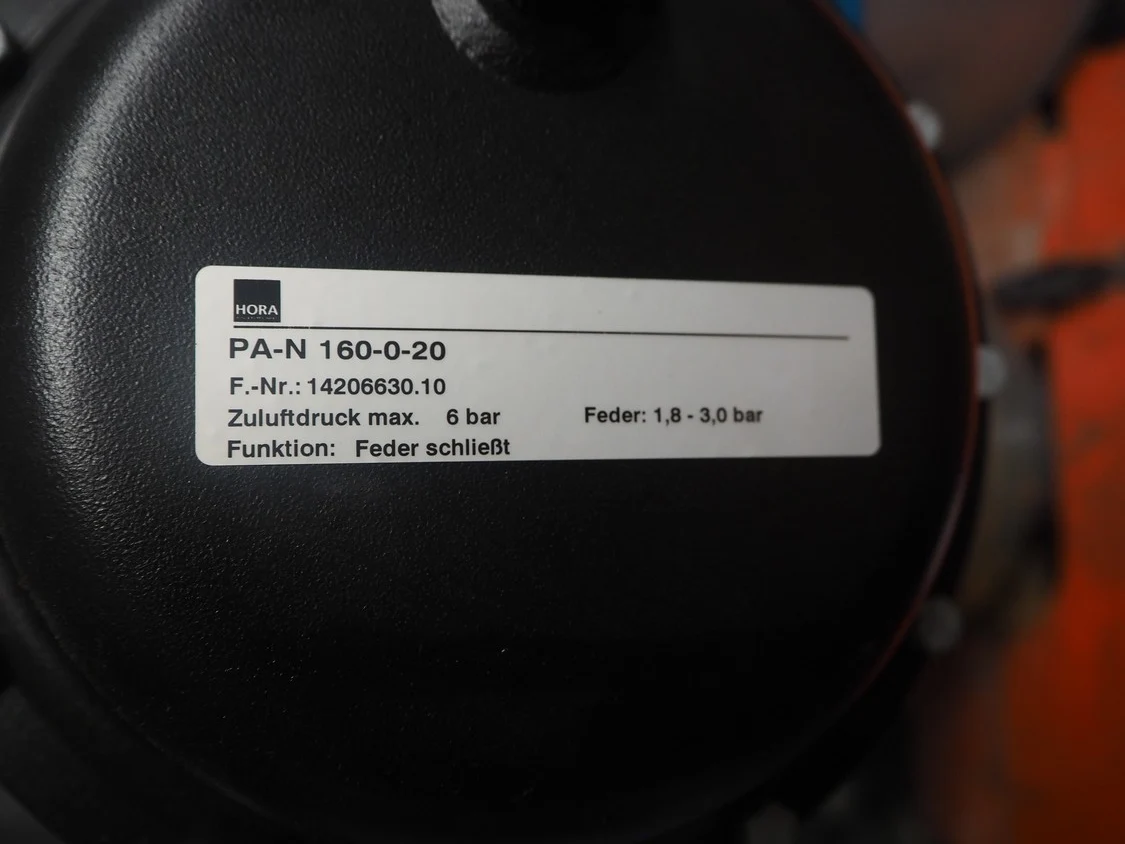 HORA
PA-N 160-0-20
F.-Nr.: 14206630.10
Zuluftdruck max. 6 bar Feder: 1,8 - 3,0 bar
Funktion: Feder schließt